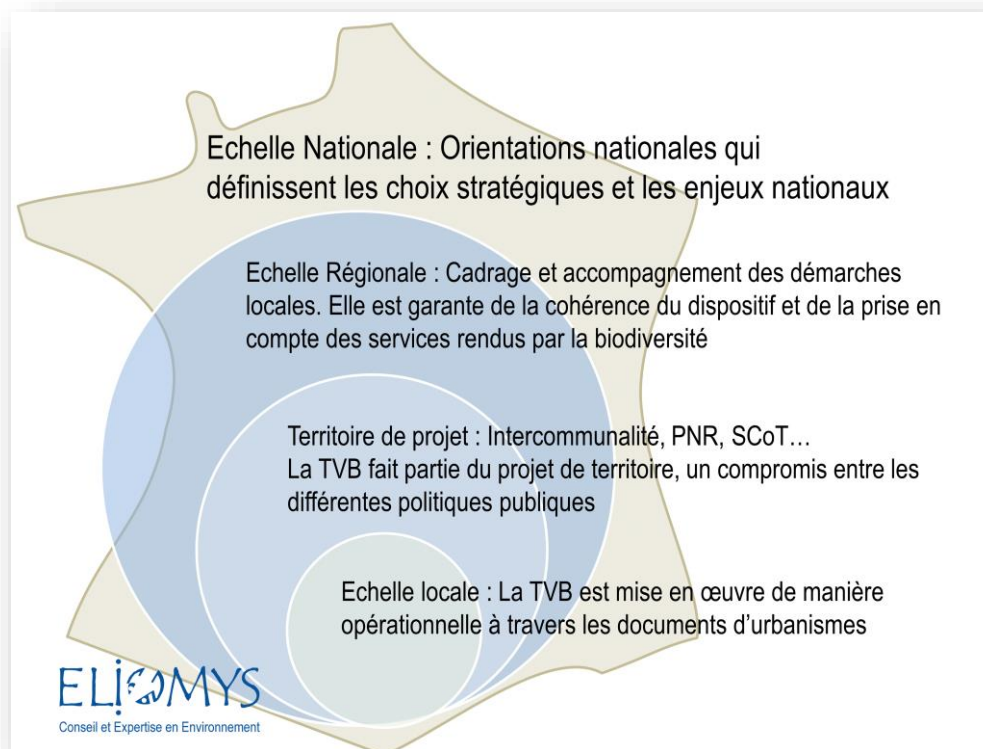 Echelle Nationale : Orientations nationales qui
définissent les choix stratégiques et les enjeux nationaux
Echelle Régionale : Cadrage et accompagnement des démarches
locales. Elle est garante de la cohérence du dispositif et de la prise en
compte des services rendus par la biodiversité
Territoire de projet : Intercommunalité, PNR, SCoT…
La TVB fait partie du projet de territoire, un compromis entre les
différentes politiques publiques
Echelle locale : La TVB est mise en œuvre de manière
opérationnelle à travers les documents d’urbanismes
ELIOMYS
Conseil et Expertise en Environnement